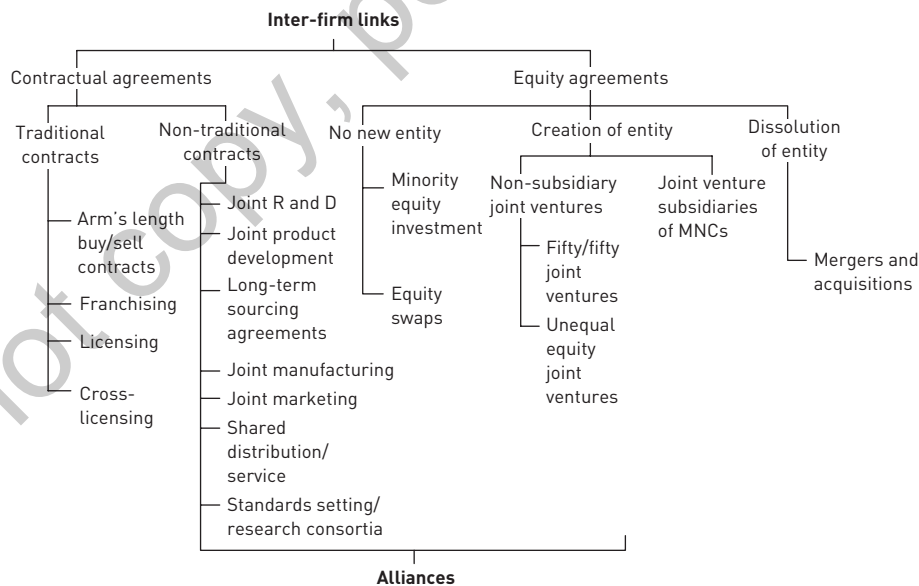 Inter-firm links
Contractual agreements
Equity agreements
Traditional
contracts
Non-traditional
contracts
No new entity
Creation of entity
Dissolution
of entity
Arm's length
buy/sell
contracts
Franchising
Licensing
Cross-
licensing
Joint R and D
Joint product
development
Long-term
sourcing
agreements
Joint manufacturing
Joint marketing
Shared
distribution/
service
Standards setting/
research consortia
Minority
equity
investment
Equity
swaps
Non-subsidiary
joint ventures
Fifty/fifty
joint
ventures
Unequal
equity
joint
ventures
Joint venture
subsidiaries
of MNCs
Mergers and
acquisitions
Alliances
not copy,